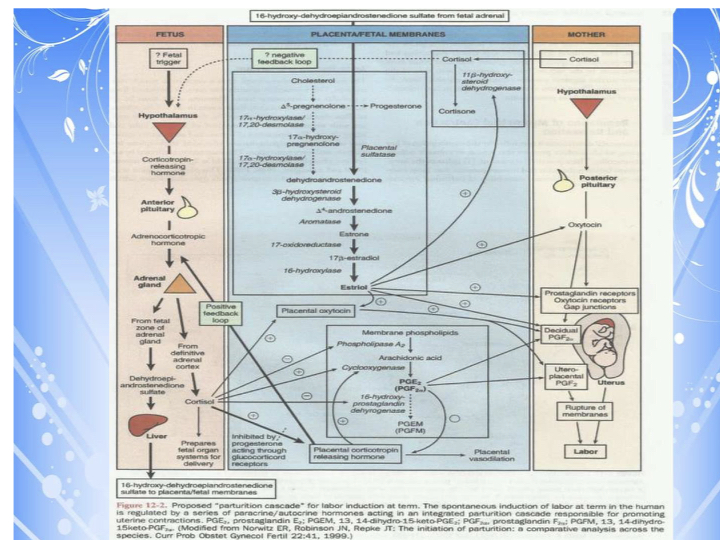 16-hydroxy-dehydroepiandrostenedione sulfate from fetal adrenal
FETUS
PLACENTA/FETAL MEMBRANES
MOTHER
? Fetal
trigger
? negative
feedback loop
Cortisol
Cortisol
11β-hydroxy-
steroid
dehydrogenase
Cortisone
Hypothalamus
Cholesterol
Δ⁵-pregnenolone
Progesterone
17α-hydroxylase/
17,20-desmolase
17α-hydroxy-
pregnenolone
17α-hydroxylase/
17,20-desmolase
Placental
sulfatase
dehydroandrostenedione
3β-hydroxysteroid
dehydrogenase
Δ⁴-androstenedione
Aromatase
Estrone
17-oxidoreductase
17β-estradiol
16-hydroxylase
Estriol
Hypothalamus
Posterior
pituitary
Oxytocin
Corticotropin-
releasing
hormone
Anterior
pituitary
Adrenocorticotropic
hormone
Adrenal
gland
Positive
feedback
loop
Placental oxytocin
Prostaglandin receptors
Oxytocin receptors
Gap junctions
Decidual
PGF₂α
From fetal
zone of
adrenal
gland
From
definitive
adrenal
cortex
Membrane phospholipids
Phospholipase A₂
Arachidonic acid
Cyclooxygenase
PGE₂
(PGF₂α)
16-hydroxy-
prostaglandin
dehyrogenase
PGEM
(PGFM)
Utero-
placental
PGF₂
Uterus
Rupture of
membranes
Labor
Dehydroepi-
androstenedione
sulfate
Cortisol
Liver
Prepares
fetal organ
systems for
delivery
Inhibited by
progesterone
acting through
glucocorticord
receptors
Placental corticotropin
releasing hormone
Placental
vasodilation
16-hydroxy-dehydroepiandrostenedione
sulfate to placenta/fetal membranes
Figure 12-2. Proposed "parturition cascade" for labor induction at term. The spontaneous induction of labor at term in the human
is regulated by a series of paracrine/autocrine hormones acting in an integrated parturition cascade responsible for promoting
uterine contractions. PGE₂, prostaglandin E₂; PGEM, 13, 14-dihydro-15-keto-PGE₂; PGF₂α, prostaglandin F₂α; PGFM, 13, 14-dihydro-
15keto-PGF₂α. (Modified from Norwitz ER, Robinson JN, Repke JT: The initiation of parturition: a comparative analysis across the
species. Curr Prob Obstet Gynecol Fertil 22:41, 1999.)